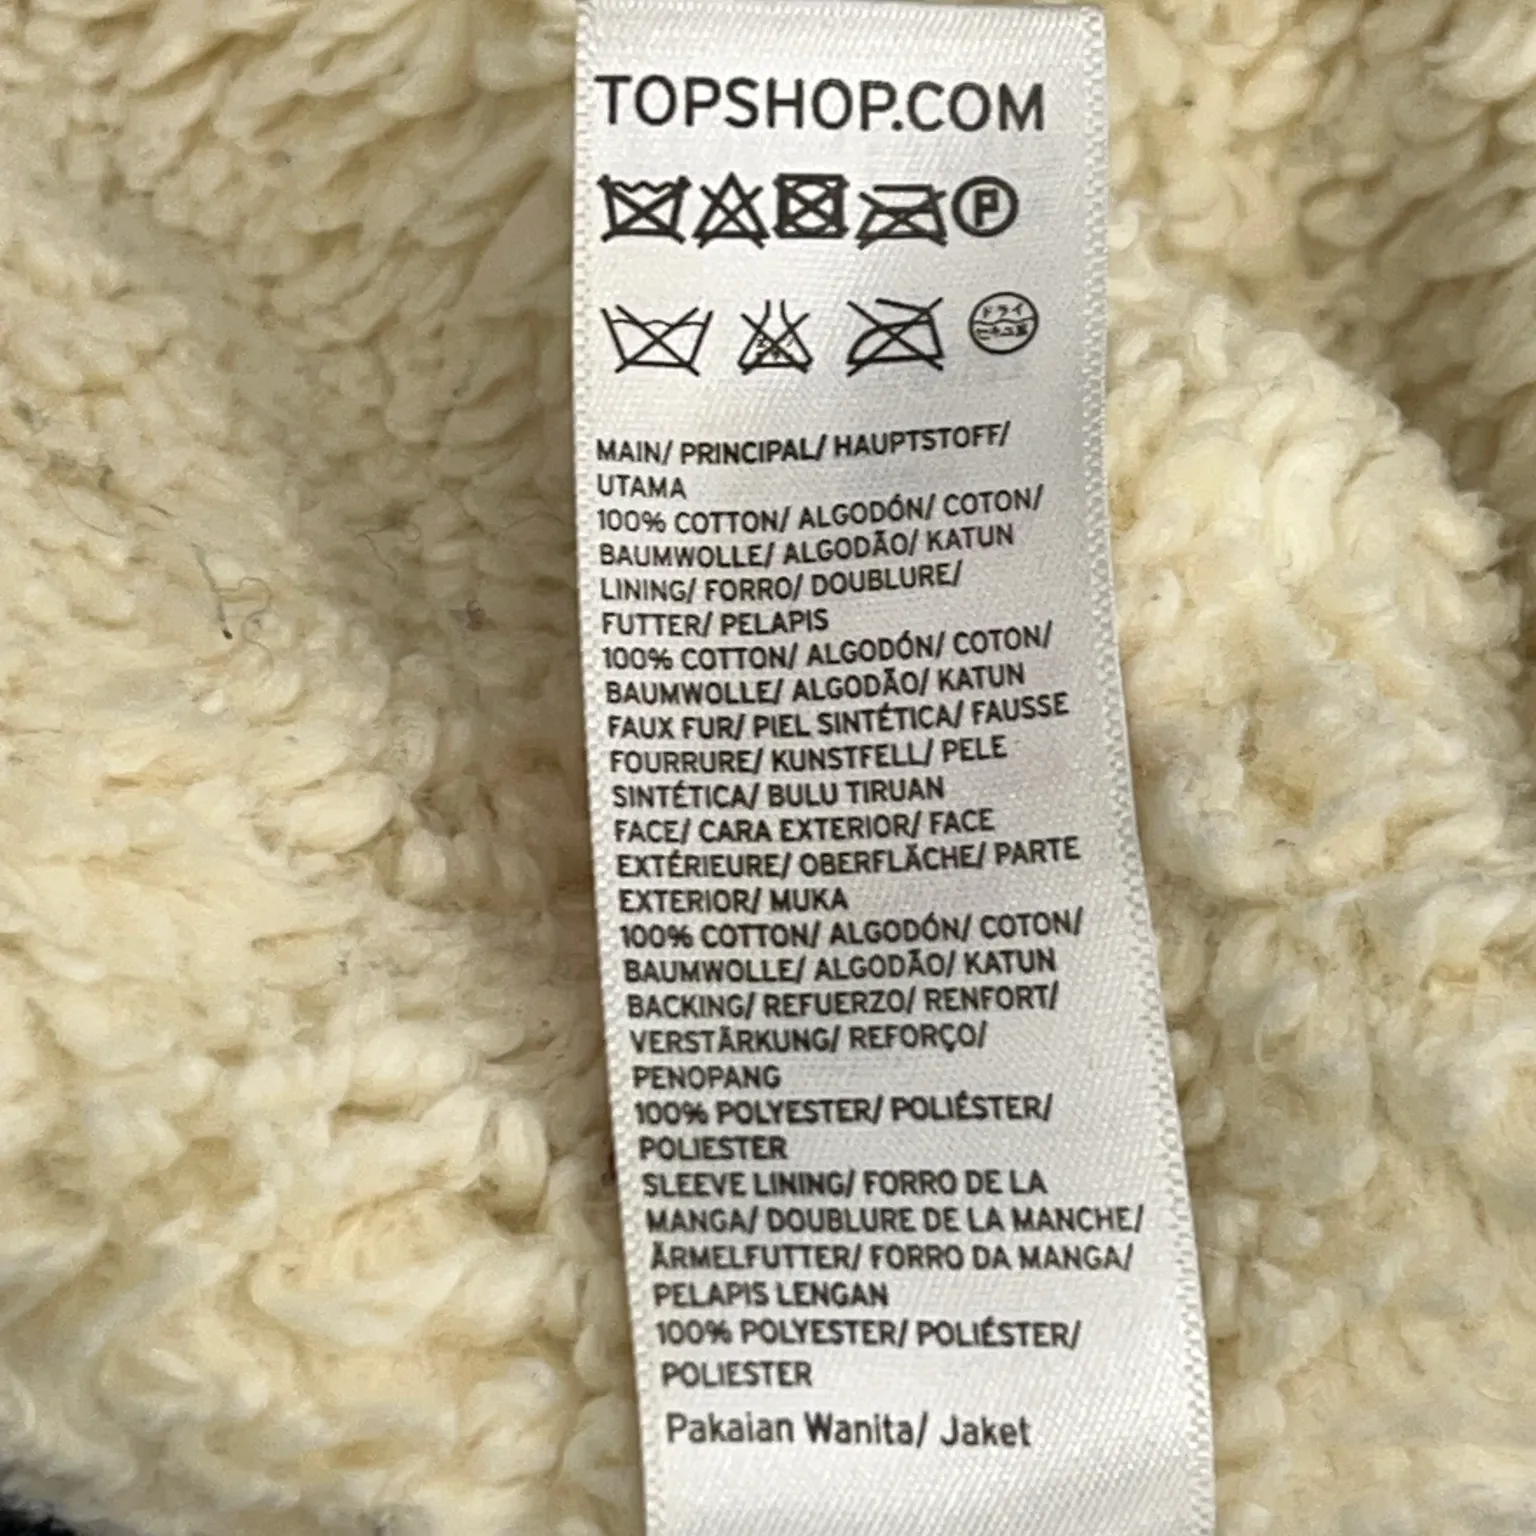 TOPSHOP.COM
P
ドライ
MAIN/ PRINCIPAL/ HAUPTSTOFF/
UTAMA
100% COTTON/ ALGODÓN/ COTON/
BAUMWOLLE/ ALGODÃO/ KATUN
LINING/ FORRO/ DOUBLURE/
FUTTER/ PELAPIS
100% COTTON/ ALGODÓN/ COTON/
BAUMWOLLE/ ALGODÃO/ KATUN
FAUX FUR/ PIEL SINTÉTICA/ FAUSSE
FOURRURE/ KUNSTFELL/ PELE
SINTÉTICA/ BULU TIRUAN
FACE/ CARA EXTERIOR/ FACE
EXTÉRIEURE/ OBERFLÄCHE/ PARTE
EXTERIOR/ MUKA
100% COTTON/ ALGODÓN/ COTON/
BAUMWOLLE/ ALGODÃO/ KATUN
BACKING/ REFUERZO/ RENFORT/
VERSTÄRKUNG/ REFORÇO/
PENOPANG
100% POLYESTER/ POLIÉSTER/
POLIESTER
SLEEVE LINING/ FORRO DE LA
MANGA/ DOUBLURE DE LA MANCHE/
ÄRMELFUTTER/ FORRO DA MANGA/
PELAPIS LENGAN
100% POLYESTER/ POLIÉSTER/
POLIESTER
Pakaian Wanita/ Jaket